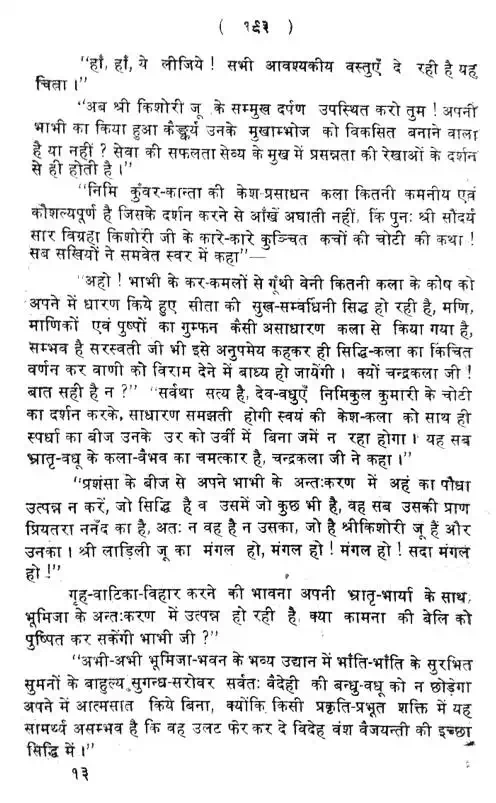 ( १९३ )
"हाँ, हाँ, ये लीजिये ! सभी आवश्यकीय वस्तुएँ दे रही है यह
चित्रा ।"
"अब श्री किशोरी जू के सम्मुख दर्पण उपस्थित करो तुम ! अपनी
भाभी का किया हुआ कैङ्कर्य उनके मुखाम्भोज को विकसित बनाने वाला
है या नहीं ? सेवा की सफलता सेव्य के मुख में प्रसन्नता की रेखाओं के दर्शन
से ही होती है ।"
"निमि कुँवर-कान्ता की केश-प्रसाधन कला कितनी कमनीय एवं
कौशल्यपूर्ण है जिसके दर्शन करने से आँखें अघाती नहीं, किं पुनः श्री सौंदर्य
सार विग्रहा किशोरी जी के कारे-कारे कुञ्चित कचों की चोटी की कथा !
सब सखियों ने समवेत स्वर में कहा"—
"अहो ! भाभी के कर-कमलों से गूँथी वेनी कितनी कला के कोष को
अपने में धारण किये हुए सीता की सुख-सम्वर्धिनी सिद्ध हो रही है, मणि,
माणिकों एवं पुष्पों का गुम्फन कैसी असाधारण कला से किया गया है,
सम्भव है सरस्वती जी भी इसे अनुपमेय कहकर ही सिद्धि-कला का किंचित
वर्णन कर वाणी को विराम देने में बाध्य हो जायेंगी । क्यों चन्द्रकला जी !
बात सही है न ?" "सर्वथा सत्य है, देव-वधुएँ निमिकुल कुमारी के चोटी
का दर्शन करके, साधारण समझती होंगी स्वयं की केश-कला को साथ ही
स्पर्धा का बीज उनके उर को उर्वी में बिना जमें न रहा होगा । यह सब
भ्रातृ-वधू के कला-वैभव का चमत्कार है, चन्द्रकला जी ने कहा ।"
"प्रशंसा के बीज से अपने भाभी के अन्तःकरण में अहं का पौधा
उत्पन्न न करें, जो सिद्धि है व उसमें जो कुछ भी है, वह सब उसकी प्राण
प्रियतरा ननँद का है, अतः न वह है न उसका, जो है श्रीकिशोरी जू हैं और
उनका । श्री लाड़िली जू का मंगल हो, मंगल हो ! मंगल हो ! सदा मंगल
हो !"
गृह-वाटिका-विहार करने की भावना अपनी भ्रातृ-भार्या के साथ,
भूमिजा के अन्तःकरण में उत्पन्न हो रही है, क्या कामना की बेलि को
पुष्पित कर सकेंगी भाभी जी ?"
"अभी-अभी भूमिजा-भवन के भव्य उद्यान में भाँति-भाँति के सुरभित
सुमनों के बाहुल्य सुगन्ध-सरोवर सर्वतः वैदेही की बन्धु-वधू को न छोड़ेगा
अपने में आत्मसात किये बिना, क्योंकि किसी प्रकृति-प्रभूत शक्ति में यह
सामर्थ्य असम्भव है कि वह उलट फेर कर दे विदेह वंश वैजयन्ती की इच्छा
सिद्धि में ।"
१३